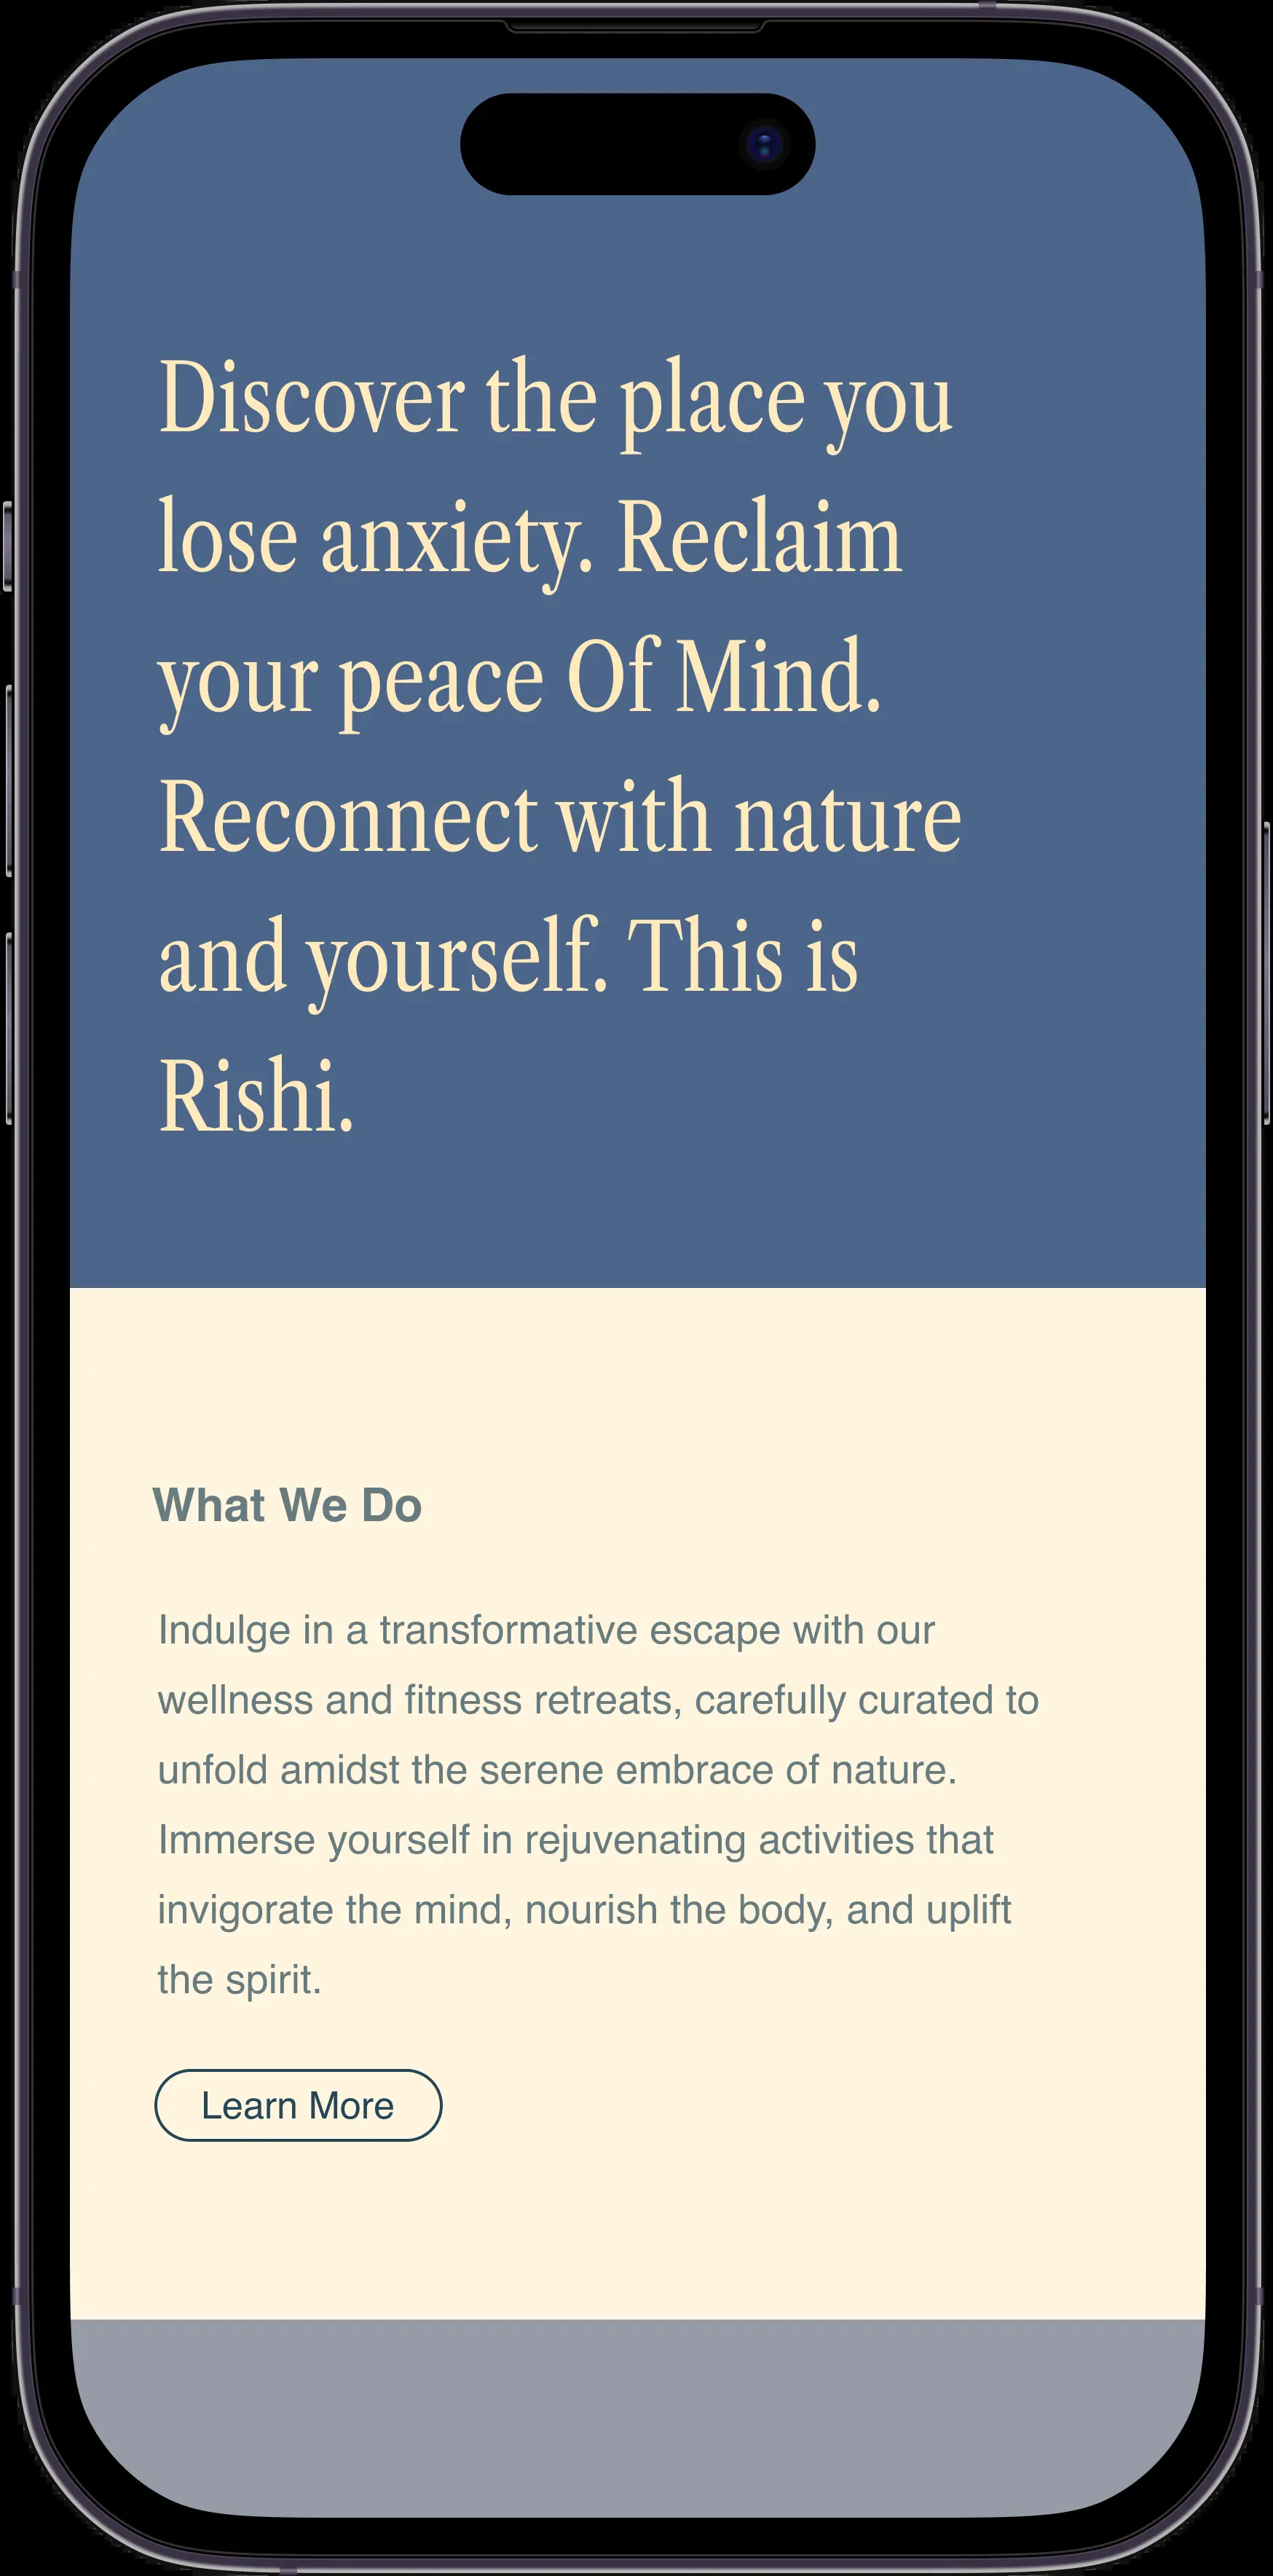 Discover the place you
lose anxiety. Reclaim
your peace Of Mind.
Reconnect with nature
and yourself. This is
Rishi.
What We Do
Indulge in a transformative escape with our
wellness and fitness retreats, carefully curated to
unfold amidst the serene embrace of nature.
Immerse yourself in rejuvenating activities that
invigorate the mind, nourish the body, and uplift
the spirit.
Learn More